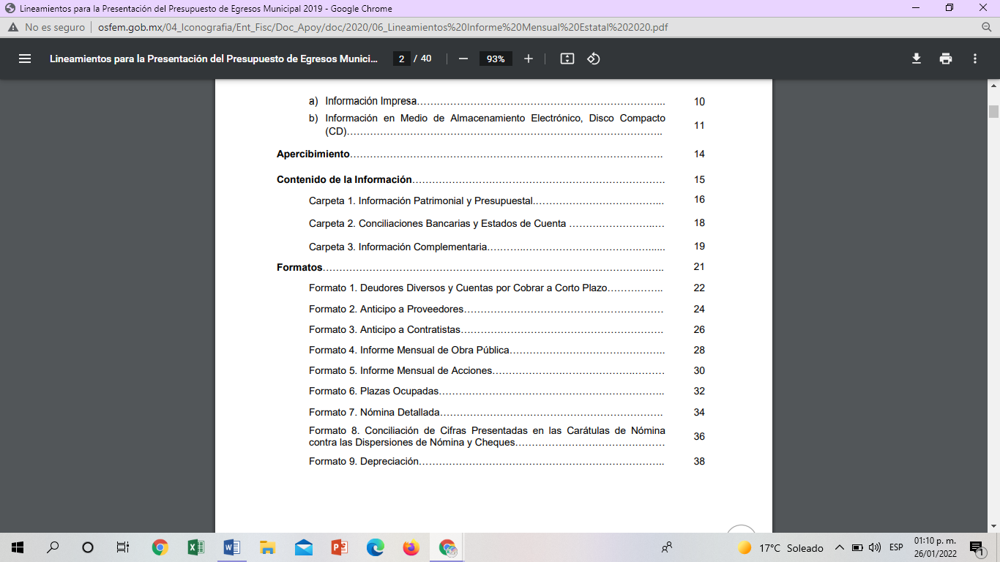 Lineamientos para la Presentación del Presupuesto de Egresos Municipal 2019 - Google Chrome
No es seguro | osfem.gob.mx/04_Iconografia/Ent_Fisc/Doc_Apoy/doc/2020/06_Lineamientos%20Informe%20Mensual%20Estatal%202020.pdf
Lineamientos para la Presentación del Presupuesto de Egresos Munici... 2 / 40 93%
a) Información Impresa……………………………………………………………….... 10
b) Información en Medio de Almacenamiento Electrónico, Disco Compacto
(CD)………………………………………………………………………………….. 11
Apercibimiento…………………………………………………………………………………. 14
Contenido de la Información………………………………………………………………… 15
Carpeta 1. Información Patrimonial y Presupuestal………………………………... 16
Carpeta 2. Conciliaciones Bancarias y Estados de Cuenta ……………………..… 18
Carpeta 3. Información Complementaria……………………………………………...... 19
Formatos…………………………………………………………………………………….….. 21
Formato 1. Deudores Diversos y Cuentas por Cobrar a Corto Plazo…………….. 22
Formato 2. Anticipo a Proveedores…………………………………………………… 24
Formato 3. Anticipo a Contratistas…………………………………………………… 26
Formato 4. Informe Mensual de Obra Pública……………………………………….. 28
Formato 5. Informe Mensual de Acciones…………………………………………… 30
Formato 6. Plazas Ocupadas………………………………………………………….. 32
Formato 7. Nómina Detallada…………………………………………………………. 34
Formato 8. Conciliación de Cifras Presentadas en las Carátulas de Nómina
contra las Dispersiones de Nómina y Cheques……………………………………… 36
Formato 9. Depreciación……………………………………………………………….. 38
17°C Soleado ESP 01:10 p. m.
26/01/2022 1